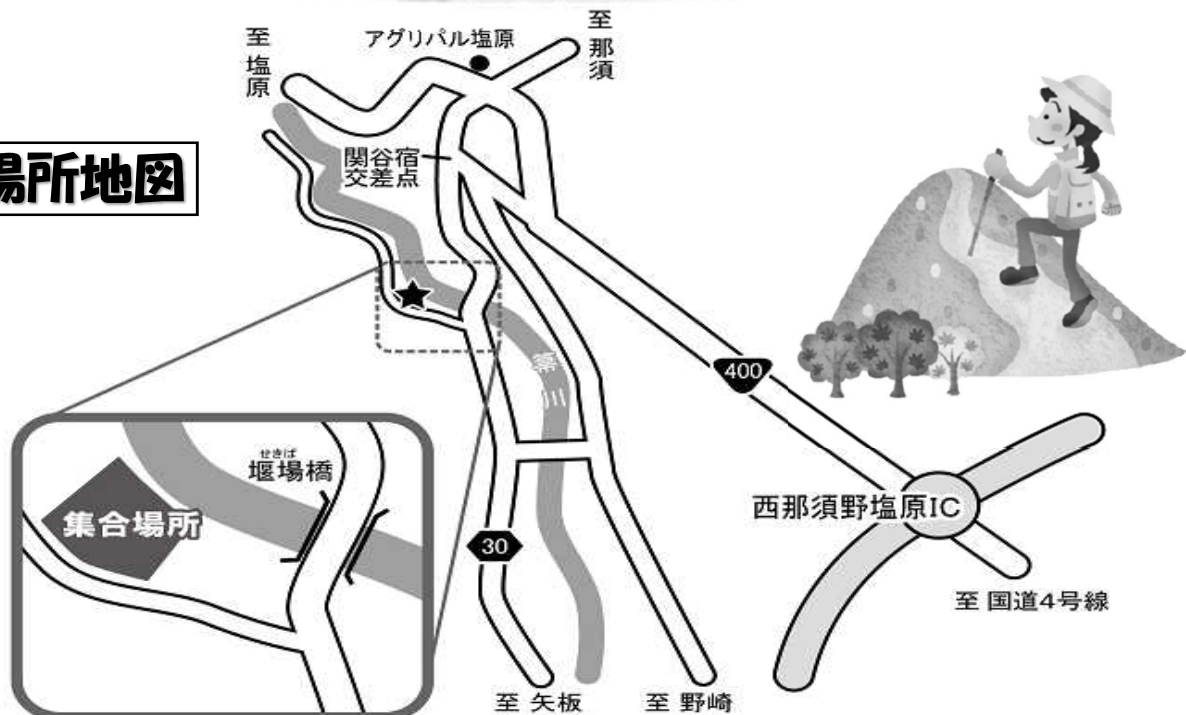 至 塩原
アグリパル塩原
至 那須
場所地図
関谷宿
交差点
400
箒川
せきば
堰場橋
集合場所
西那須野塩原IC
30
至 国道4号線
至 矢板
至 野崎